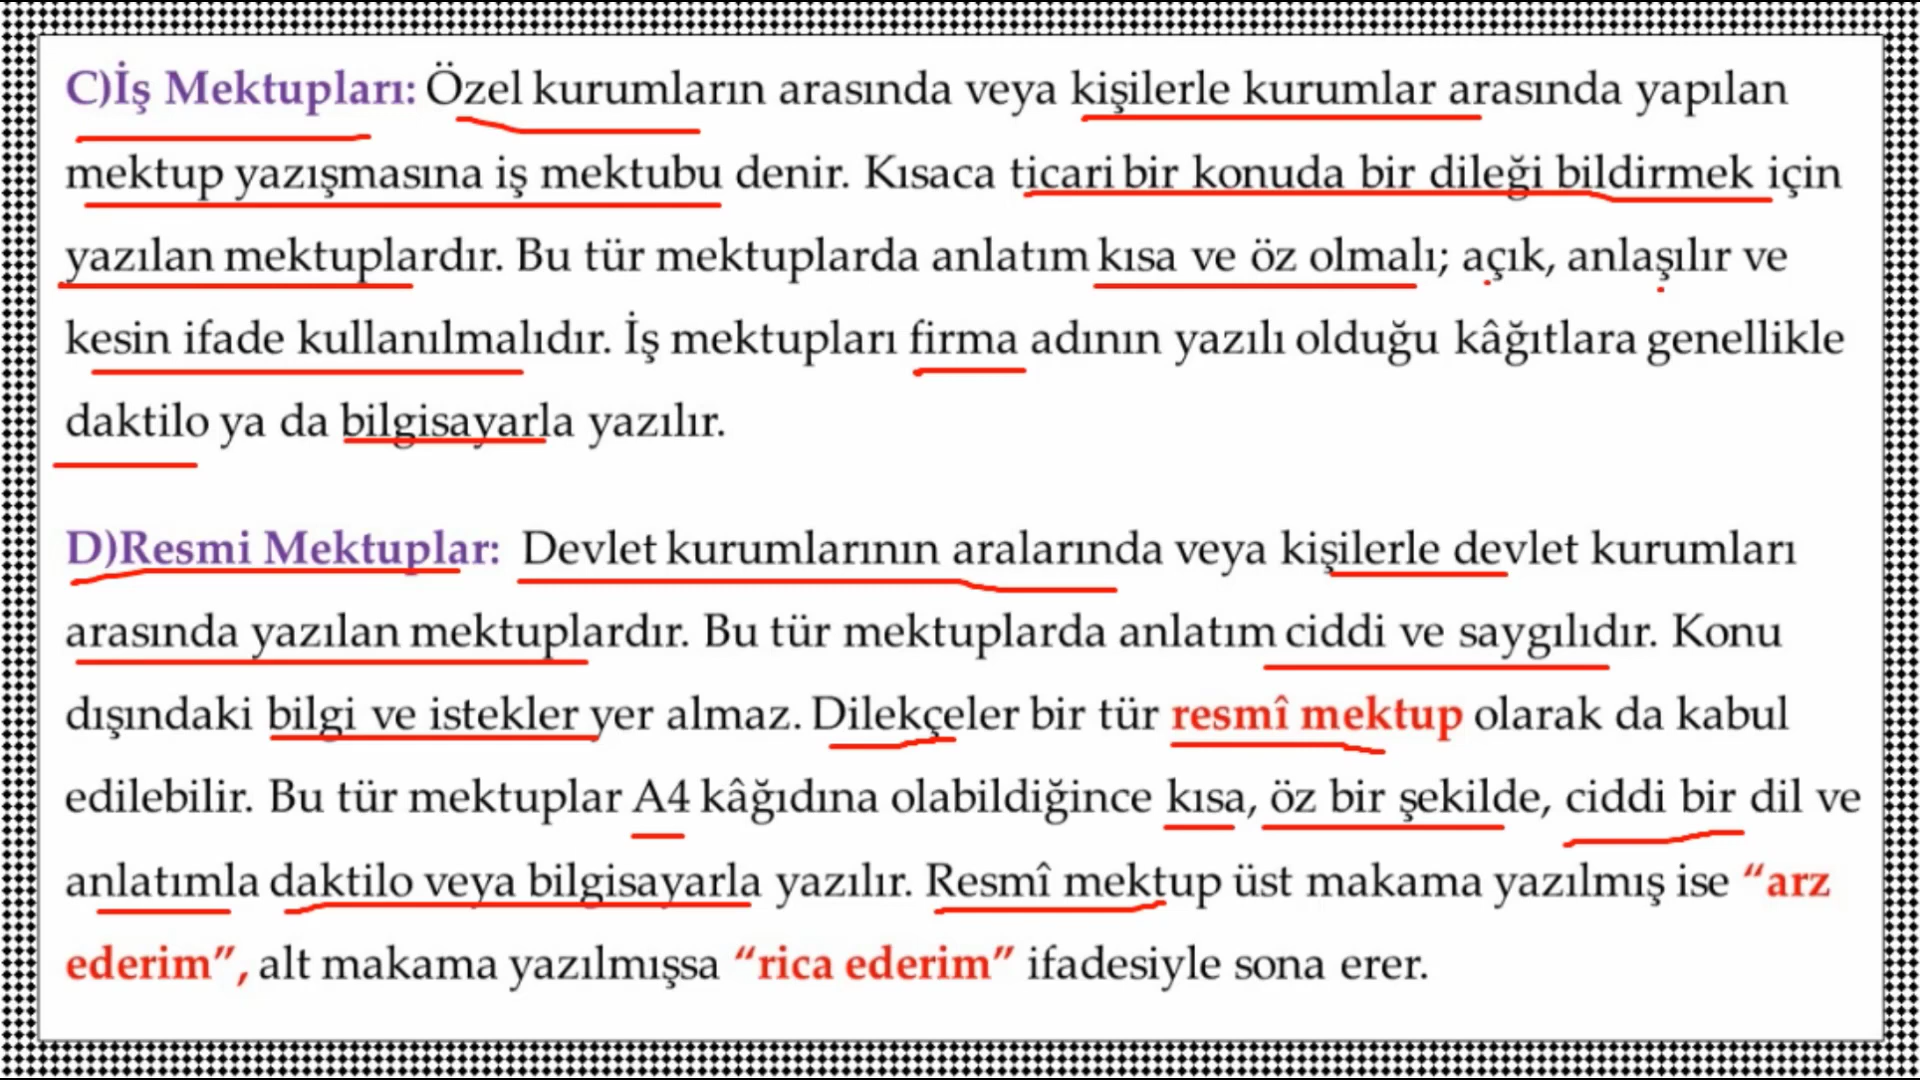 C)İş Mektupları: Özel kurumların arasında veya kişilerle kurumlar arasında yapılan
mektup yazışmasına iş mektubu denir. Kısaca ticari bir konuda bir dileği bildirmek için
yazılan mektuplardır. Bu tür mektuplarda anlatım kısa ve öz olmalı; açık, anlaşılır ve
kesin ifade kullanılmalıdır. İş mektupları firma adının yazılı olduğu kâğıtlara genellikle
daktilo ya da bilgisayarla yazılır.
D)Resmi Mektuplar: Devlet kurumlarının aralarında veya kişilerle devlet kurumları
arasında yazılan mektuplardır. Bu tür mektuplarda anlatım ciddi ve saygılıdır. Konu
dışındaki bilgi ve istekler yer almaz. Dilekçeler bir tür resmî mektup olarak da kabul
edilebilir. Bu tür mektuplar A4 kâğıdına olabildiğince kısa, öz bir şekilde, ciddi bir dil ve
anlatımla daktilo veya bilgisayarla yazılır. Resmî mektup üst makama yazılmış ise “arz
ederim”, alt makama yazılmışsa “rica ederim” ifadesiyle sona erer.